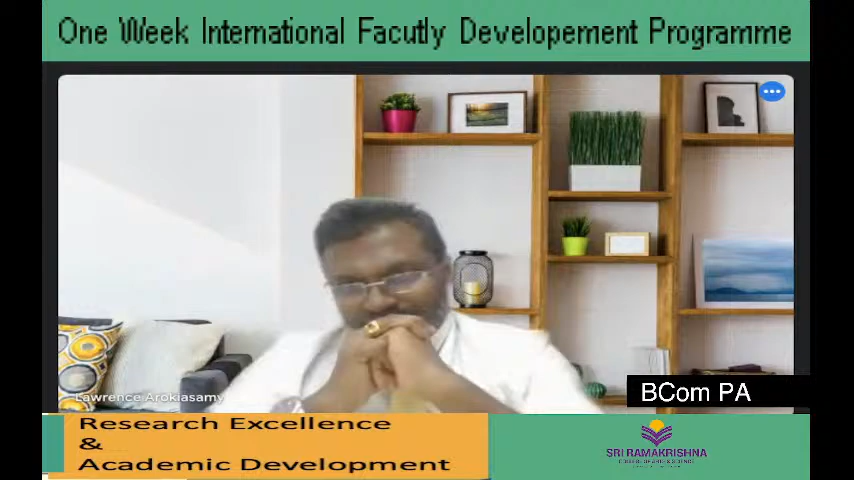 One Week International Facutly Developement Programme
Lawrence Arokiasamy
BCom PA
Research Excellence
&
Academic Development
SRI RAMAKRISHNA